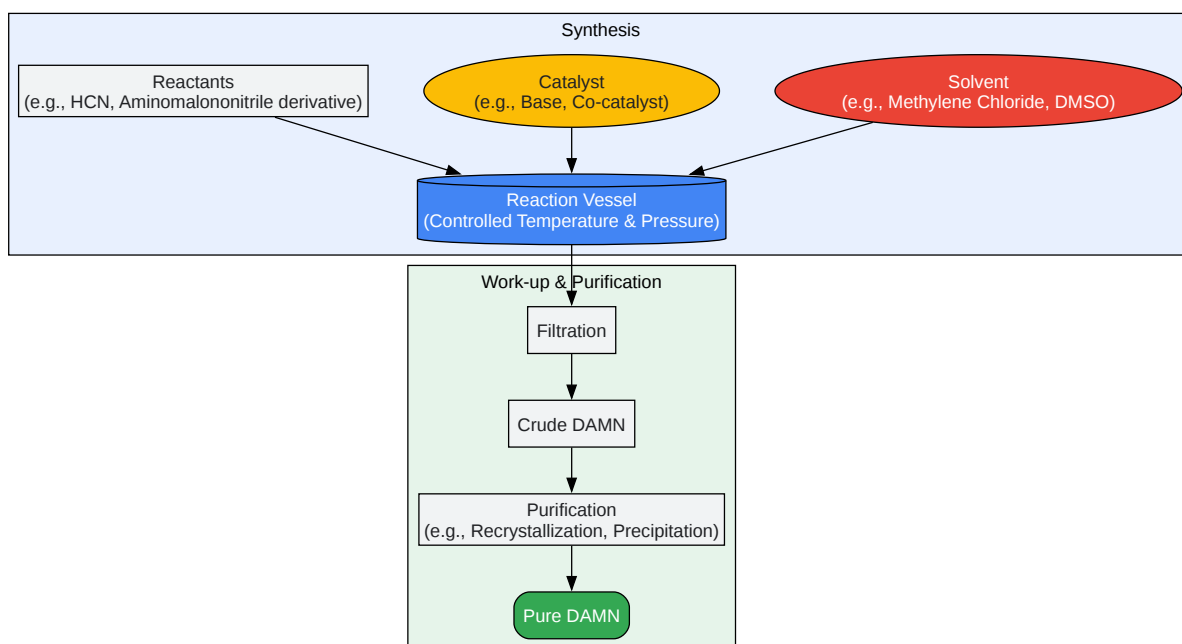 Synthesis
Reactants
(e.g., HCN, Aminomalononitrile derivative)
Catalyst
(e.g., Base, Co-catalyst)
Solvent
(e.g., Methylene Chloride, DMSO)
Reaction Vessel
(Controlled Temperature & Pressure)
Work-up & Purification
Filtration
Crude DAMN
Purification
(e.g., Recrystallization, Precipitation)
Pure DAMN